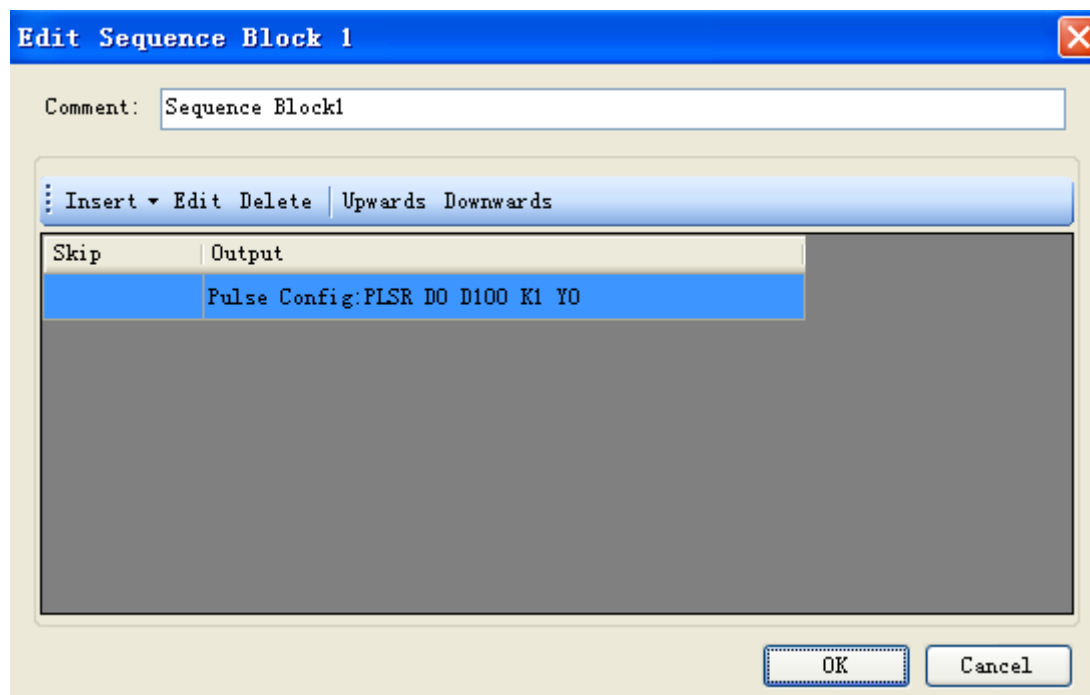 Edit Sequence Block 1
Comment: Sequence Block1
Insert Edit Delete Upwards Downwards
Skip Output
Pulse Config:PLSR D0 D100 K1 Y0
OK Cancel